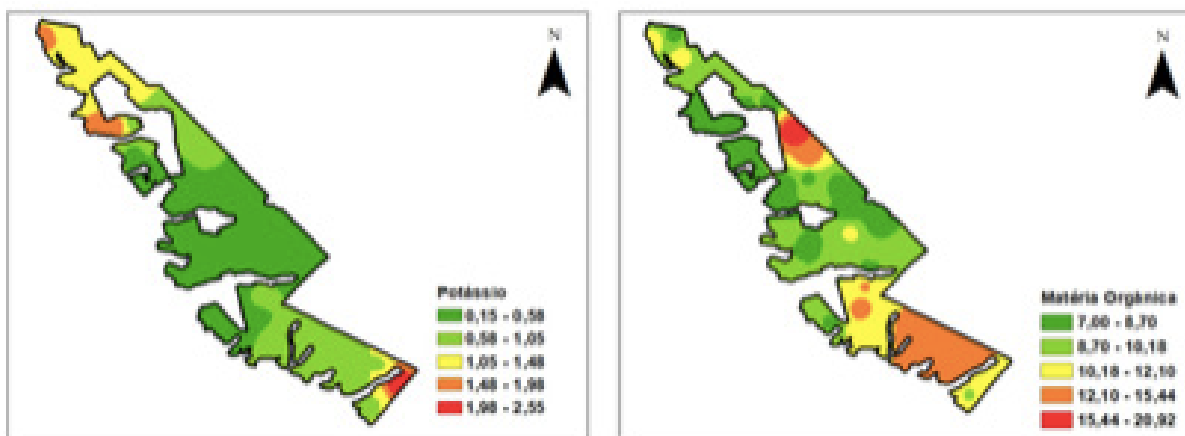 N
Potássio
0,15 - 0,58
0,58 - 1,05
1,05 - 1,48
1,48 - 1,98
1,98 - 2,55
N
Matéria Orgânica
7,00 - 8,70
8,70 - 10,18
10,18 - 12,10
12,10 - 15,44
15,44 - 20,92